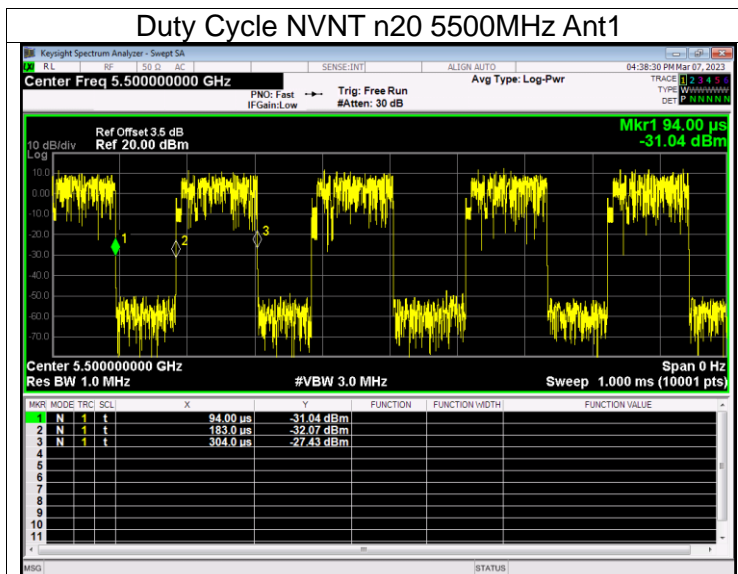 Duty Cycle NVNT n20 5500MHz Ant1
Keysight Spectrum Analyzer - Swept SA
RL RF 50 Ω AC SENSE:INT ALIGN AUTO 04:38:30 PM Mar 07, 2023
Center Freq 5.500000000 GHz
PNO: Fast
IFGain:Low
Trig: Free Run
#Atten: 30 dB
Avg Type: Log-Pwr
TRACE 1 2 3 4 5 6
TYPE WWWWWW
DET P N N N N N
Ref Offset 3.5 dB
10 dB/div Ref 20.00 dBm
Log
Mkr1 94.00 µs
-31.04 dBm
10.0
0.00
-10.0
-20.0
-30.0
-40.0
-50.0
-60.0
-70.0
1
2
3
Center 5.500000000 GHz Span 0 Hz
Res BW 1.0 MHz #VBW 3.0 MHz Sweep 1.000 ms (10001 pts)
MKR MODE TRC SCL X Y FUNCTION FUNCTION WIDTH FUNCTION VALUE
1 N 1 t 94.00 µs -31.04 dBm
2 N 1 t 183.0 µs -32.07 dBm
3 N 1 t 304.0 µs -27.43 dBm
4
5
6
7
8
9
10
11
MSG STATUS